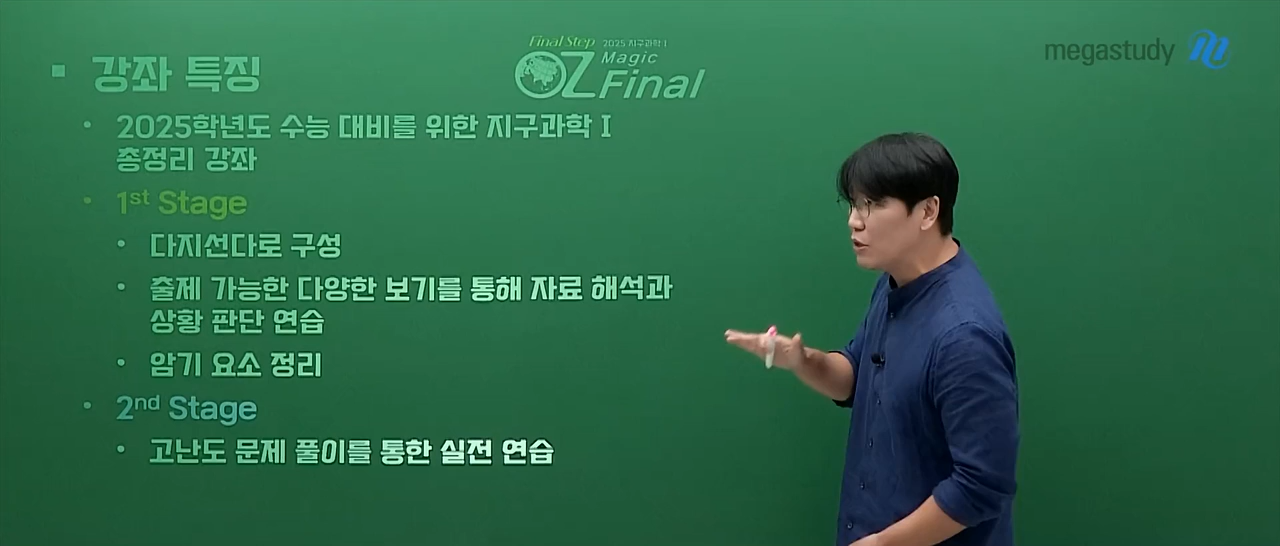 Final Step 2025 지구과학 I
OZ Magic Final
megastudy m
강좌 특징
2025학년도 수능 대비를 위한 지구과학 I
총정리 강좌
1st Stage
다지선다로 구성
출제 가능한 다양한 보기를 통해 자료 해석과
상황 판단 연습
암기 요소 정리
2nd Stage
고난도 문제 풀이를 통한 실전 연습